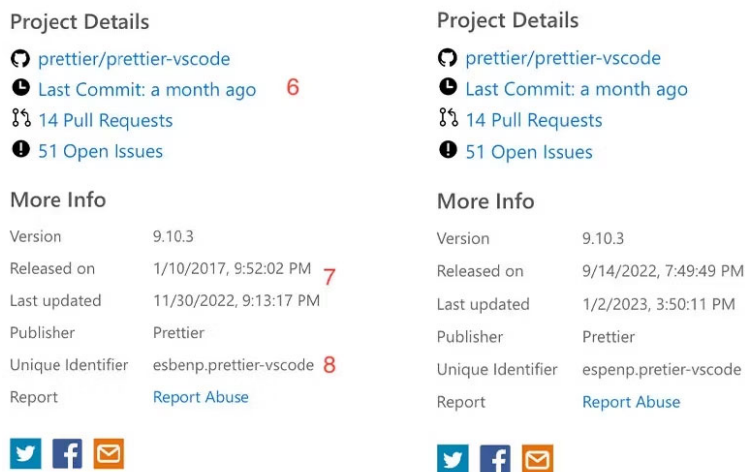 Project Details
prettier/prettier-vscode
Last Commit: a month ago 6
14 Pull Requests
51 Open Issues
More Info
Version 9.10.3
Released on 1/10/2017, 9:52:02 PM 7
Last updated 11/30/2022, 9:13:17 PM
Publisher Prettier
Unique Identifier esbenp.prettier-vscode 8
Report Report Abuse
Project Details
prettier/prettier-vscode
Last Commit: a month ago
14 Pull Requests
51 Open Issues
More Info
Version 9.10.3
Released on 9/14/2022, 7:49:49 PM
Last updated 1/2/2023, 3:50:11 PM
Publisher Prettier
Unique Identifier espenp.pretier-vscode
Report Report Abuse